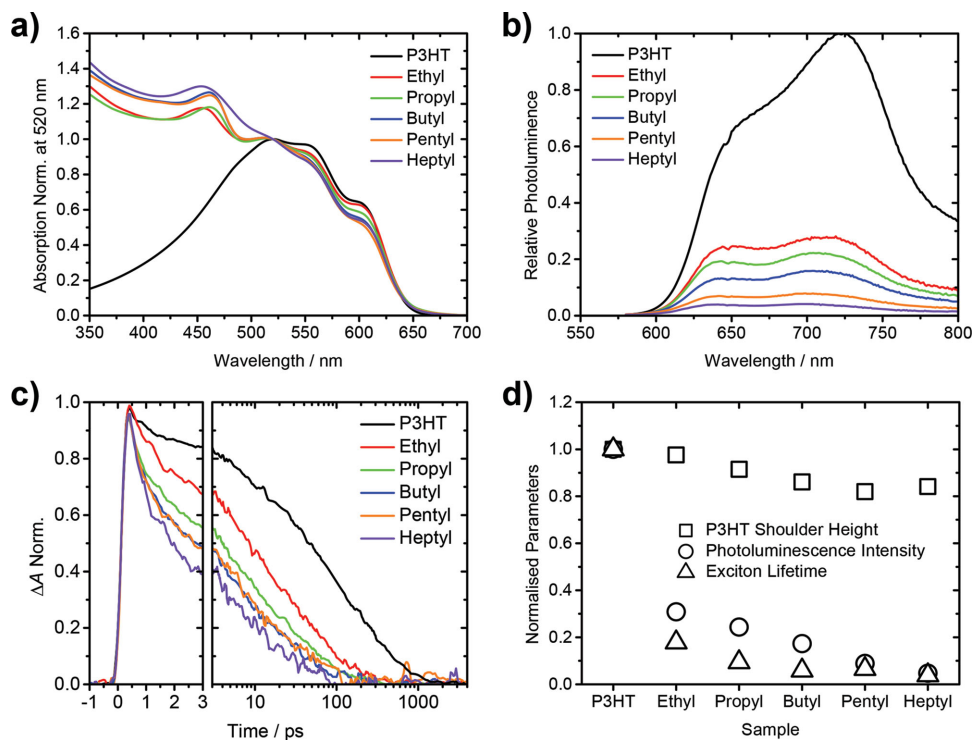 a)
Absorption Norm. at 520 nm
1.6
1.4
1.2
1.0
0.8
0.6
0.4
0.2
0.0
350 400 450 500 550 600 650 700
Wavelength / nm
P3HT
Ethyl
Propyl
Butyl
Pentyl
Heptyl
b)
Relative Photoluminence
1.0
0.8
0.6
0.4
0.2
0.0
550 600 650 700 750 800
Wavelength / nm
P3HT
Ethyl
Propyl
Butyl
Pentyl
Heptyl
c)
ΔA Norm.
1.0
0.8
0.6
0.4
0.2
0.0
-1 0 1 2 3 10 100 1000
Time / ps
P3HT
Ethyl
Propyl
Butyl
Pentyl
Heptyl
d)
Normalised Parameters
1.2
1.0
0.8
0.6
0.4
0.2
0.0
P3HT Ethyl Propyl Butyl Pentyl Heptyl
Sample
P3HT Shoulder Height
Photoluminescence Intensity
Exciton Lifetime